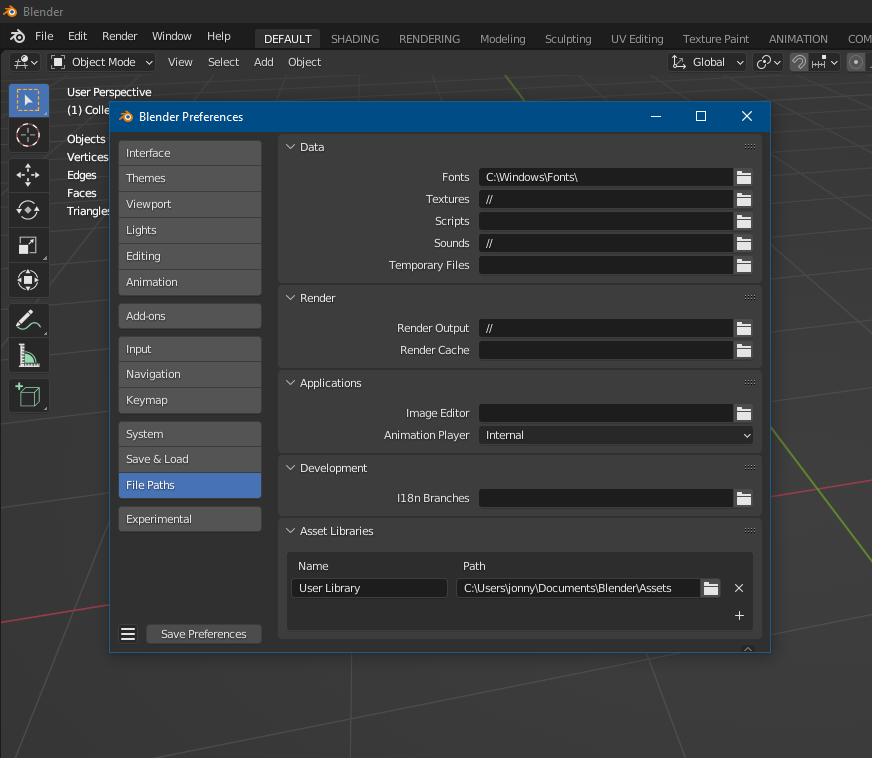 Blender
File Edit Render Window Help DEFAULT SHADING RENDERING Modeling Sculpting UV Editing Texture Paint ANIMATION COM
Object Mode View Select Add Object Global
User Perspective
(1) Colle
Objects
Vertices
Edges
Faces
Triangles
Blender Preferences
Interface
Themes
Viewport
Lights
Editing
Animation
Add-ons
Input
Navigation
Keymap
System
Save & Load
File Paths
Experimental
Save Preferences
Data
Fonts C:\Windows\Fonts\
Textures //
Scripts
Sounds //
Temporary Files
Render
Render Output //
Render Cache
Applications
Image Editor
Animation Player Internal
Development
I18n Branches
Asset Libraries
Name Path
User Library C:\Users\jonny\Documents\Blender\Assets